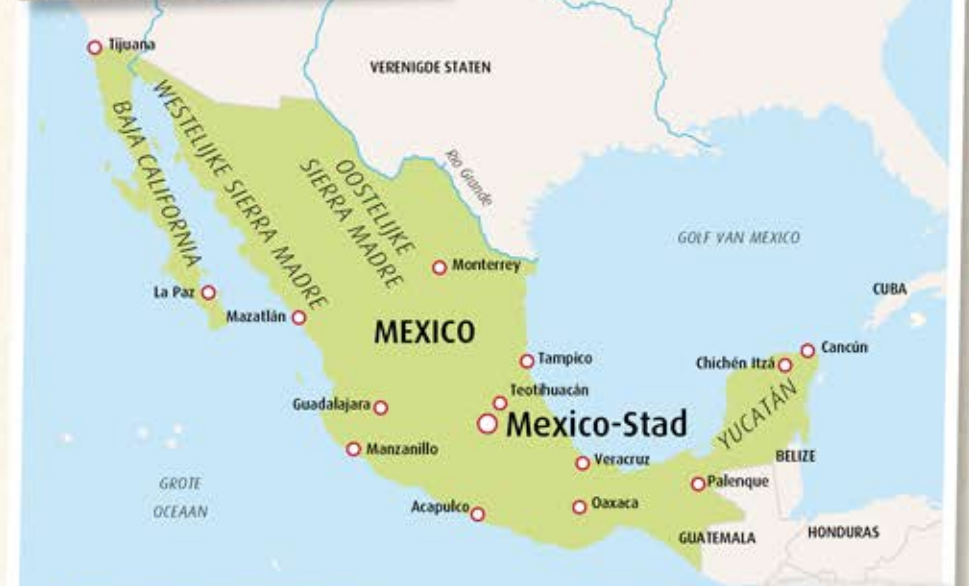 Tijuana
VERENIGDE STATEN
BAJA CALIFORNIA
WESTELIJKE SIERRA MADRE
OOSTELIJKE
SIERRA MADRE
Rio Grande
GOLF VAN MEXICO
Monterrey
La Paz
Mazatlán
CUBA
MEXICO
Tampico
Cancún
Chichén Itzá
Teotihuacán
Guadalajara
Mexico-Stad
YUCATÁN
Manzanillo
Veracruz
BELIZE
GROTE
OCEAAN
Palenque
Acapulco
Oaxaca
GUATEMALA
HONDURAS